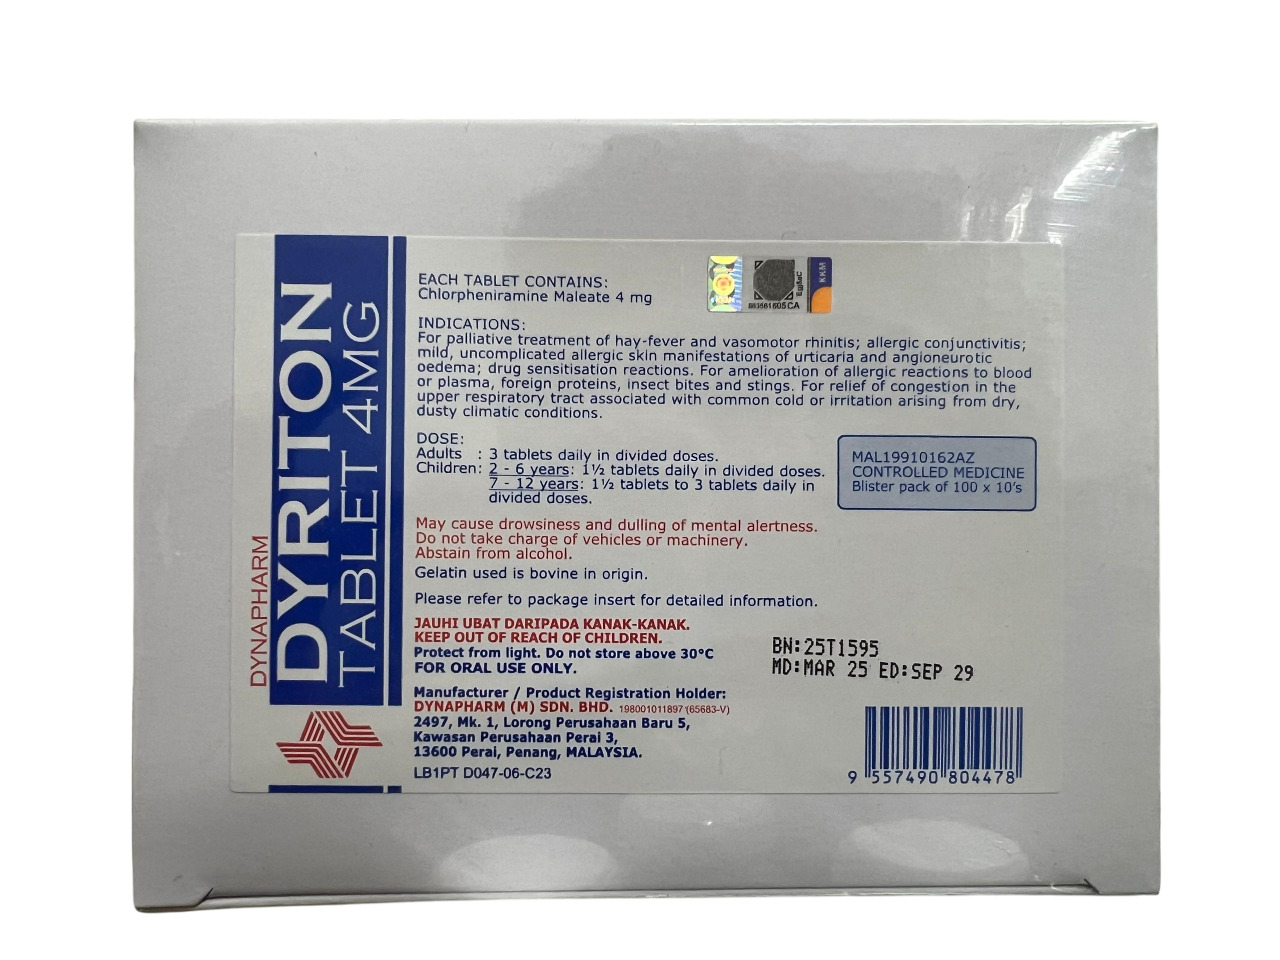 DYNAPHARM
DYRITON
TABLET 4MG
EACH TABLET CONTAINS:
Chlorpheniramine Maleate 4 mg
KKM
INDICATIONS:
For palliative treatment of hay-fever and vasomotor rhinitis; allergic conjunctivitis;
mild, uncomplicated allergic skin manifestations of urticaria and angioneurotic
oedema; drug sensitisation reactions. For amelioration of allergic reactions to blood
or plasma, foreign proteins, insect bites and stings. For relief of congestion in the
upper respiratory tract associated with common cold or irritation arising from dry,
dusty climatic conditions.
DOSE:
Adults : 3 tablets daily in divided doses.
Children: 2 - 6 years: 1½ tablets daily in divided doses.
7 - 12 years: 1½ tablets to 3 tablets daily in
divided doses.
MAL19910162AZ
CONTROLLED MEDICINE
Blister pack of 100 x 10's
May cause drowsiness and dulling of mental alertness.
Do not take charge of vehicles or machinery.
Abstain from alcohol.
Gelatin used is bovine in origin.
Please refer to package insert for detailed information.
JAUHI UBAT DARIPADA KANAK-KANAK.
KEEP OUT OF REACH OF CHILDREN.
Protect from light. Do not store above 30°C
FOR ORAL USE ONLY.
BN:25T1595
MD:MAR 25 ED:SEP 29
Manufacturer / Product Registration Holder:
DYNAPHARM (M) SDN. BHD. 198001011897 (65683-V)
2497, Mk. 1, Lorong Perusahaan Baru 5,
Kawasan Perusahaan Perai 3,
13600 Perai, Penang, MALAYSIA.
LB1PT D047-06-C23
9 557490 804478